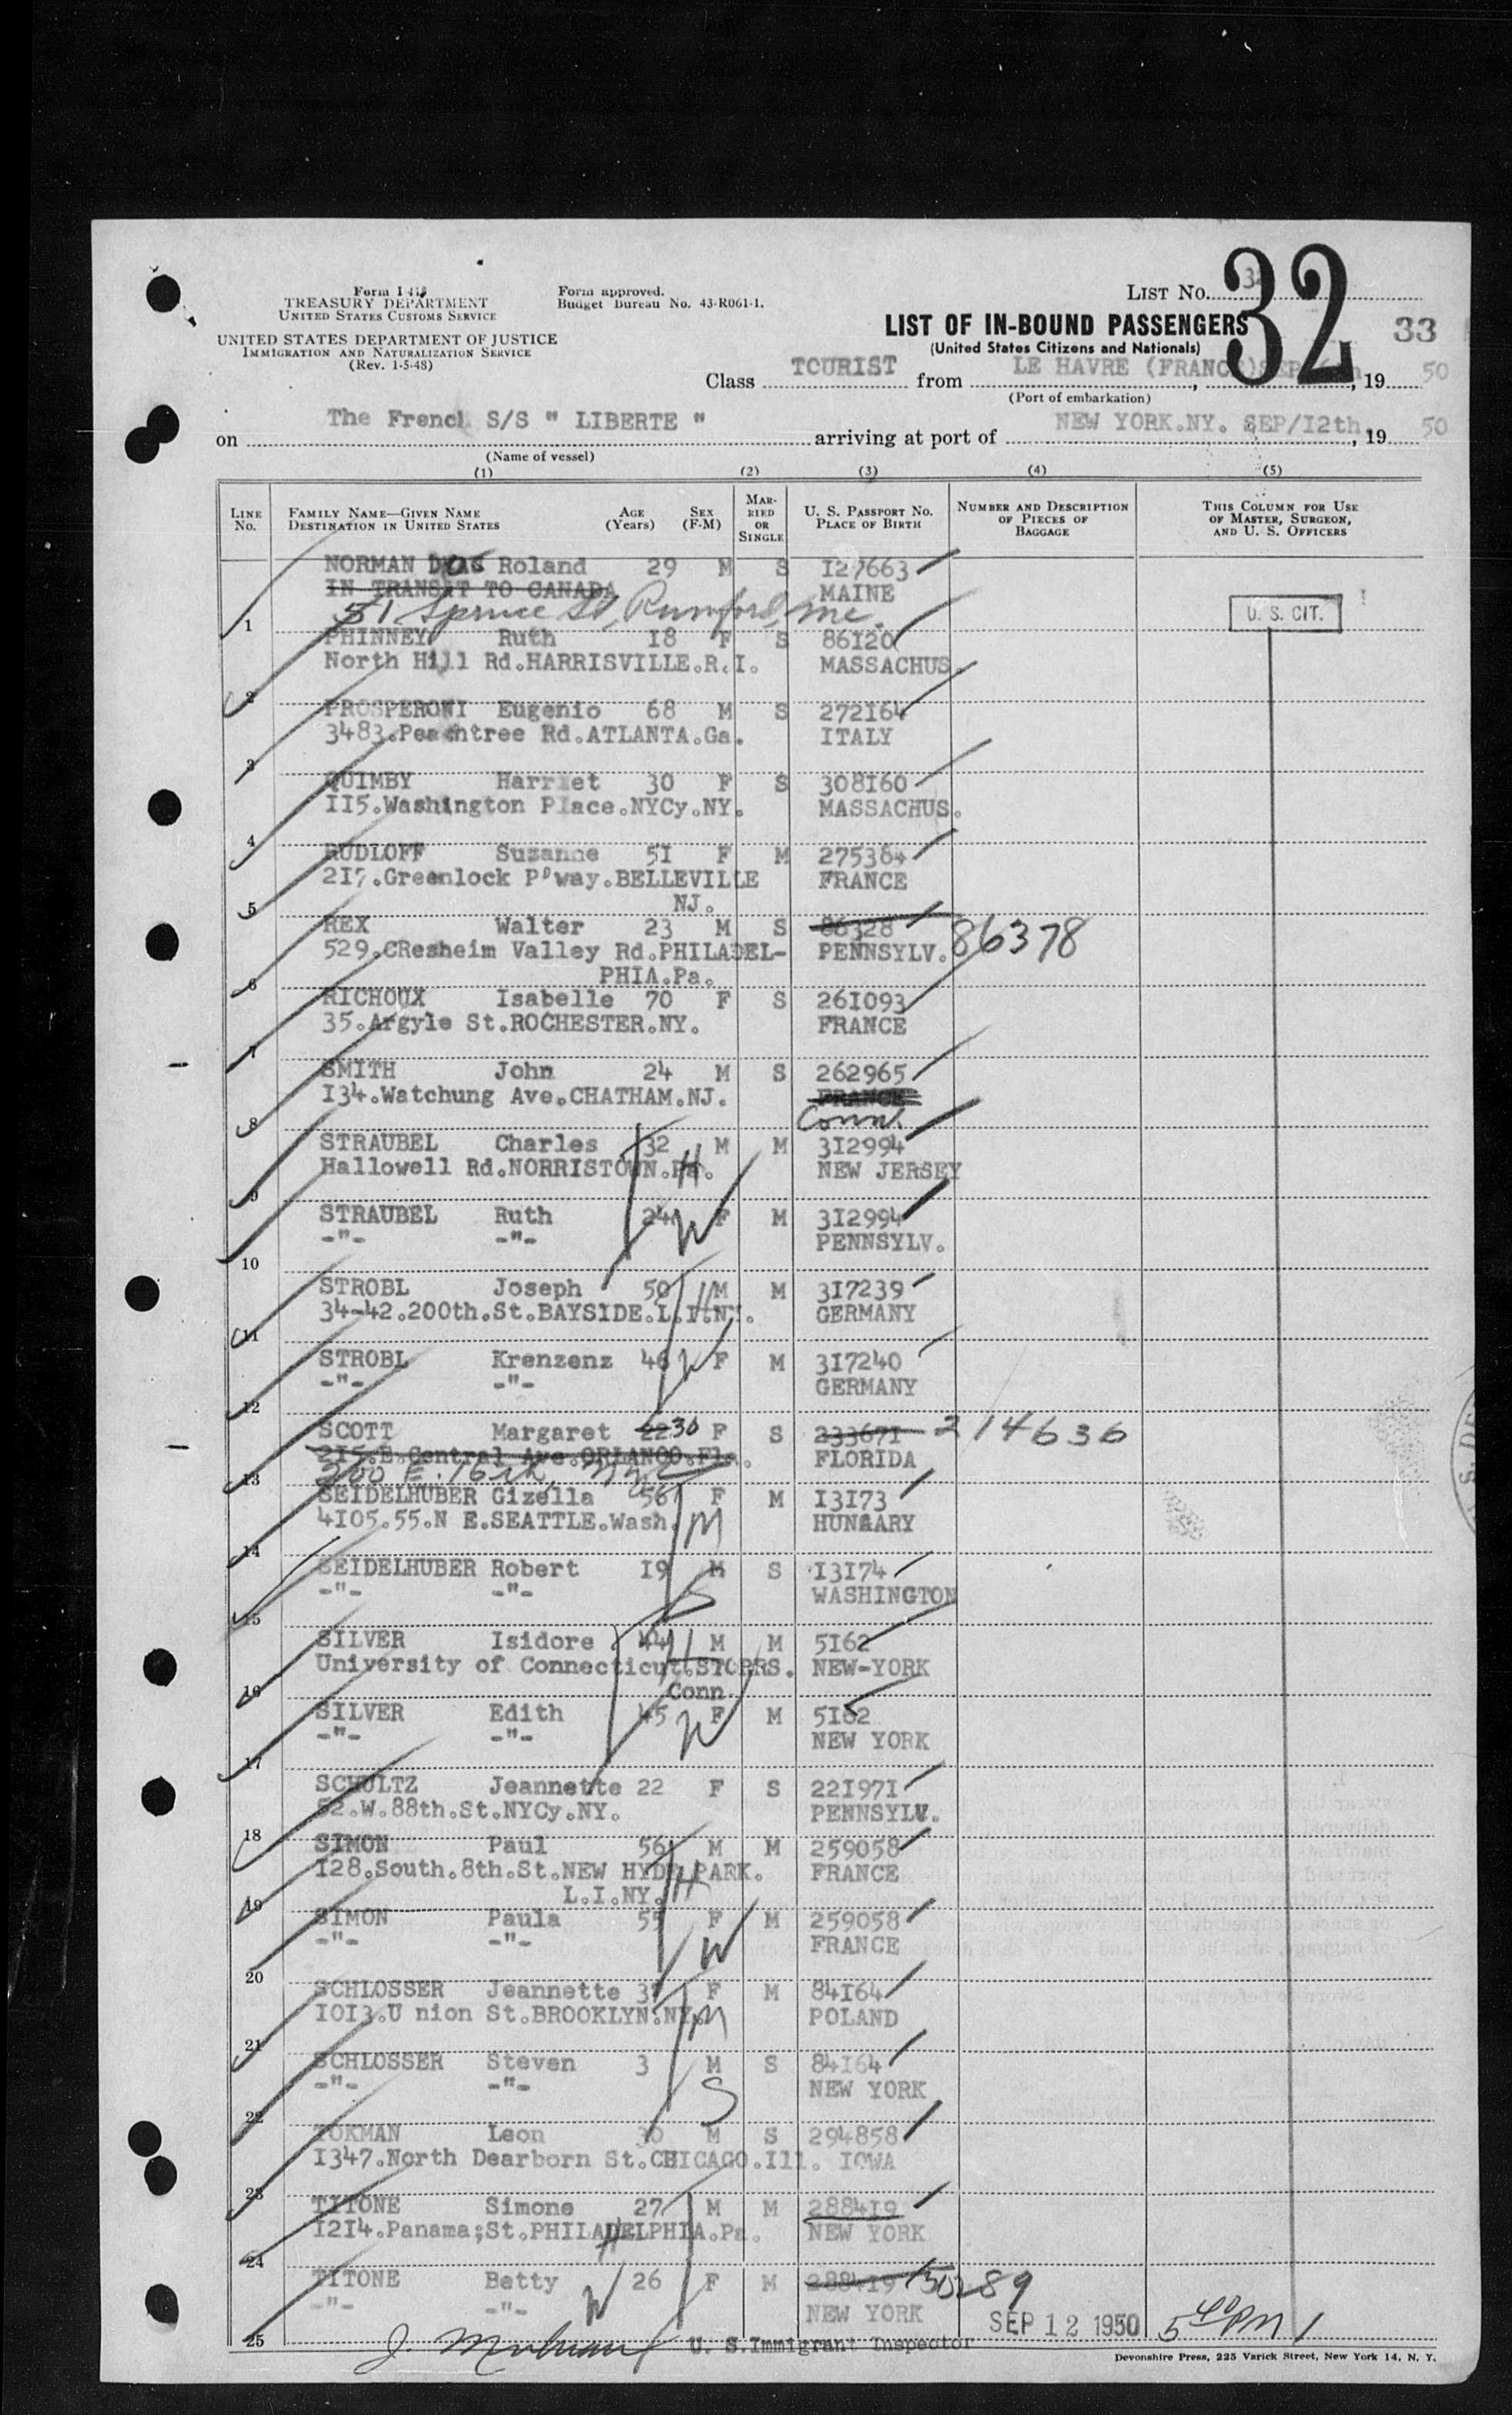 Form I-418
TREASURY DEPARTMENT
UNITED STATES CUSTOMS SERVICE
UNITED STATES DEPARTMENT OF JUSTICE
IMMIGRATION AND NATURALIZATION SERVICE
(Rev. 1-5-48)
Form approved.
Budget Bureau No. 43-R061-1.
LIST No.
32
33
LIST OF IN-BOUND PASSENGERS
(United States Citizens and Nationals)
Class TOURIST from LE HAVRE (FRANCE) , 19 50
(Port of embarkation)
on The French S/S " LIBERTE " arriving at port of NEW YORK.NY. SEP/12th, 19 50
(Name of vessel)
(1) (2) (3) (4) (5)
LINE No. FAMILY NAME—GIVEN NAME DESTINATION IN UNITED STATES AGE (Years) SEX (F-M) MARRIED OR SINGLE U. S. PASSPORT NO. PLACE OF BIRTH NUMBER AND DESCRIPTION OF PIECES OF BAGGAGE THIS COLUMN FOR USE OF MASTER, SURGEON, AND U. S. OFFICERS
NORMAN Roland 29 M S 127663
IN TRANSIT TO CANADA MAINE
51 Spruce St, Rumford, Me.
U. S. CIT.
1
PHINNEY Ruth 18 F S 86120
North Hill Rd.HARRISVILLE.R.I. MASSACHUS.
2
PROSPERONI Eugenio 68 M S 272164
3483.Peachtree Rd.ATLANTA.Ga. ITALY
3
QUIMBY Harriet 30 F S 308160
115.Washington Place.NYCy.NY. MASSACHUS.
4
RUDLOFF Suzanne 51 F M 275364
217.Greenlock P way.BELLEVILLE FRANCE
NJ.
5
REX Walter 23 M S 86328 86378
529.CResheim Valley Rd.PHILADEL- PENNSYLV.
PHIA.Pa.
6
RICHOUX Isabelle 70 F S 261093
35.Argyle St.ROCHESTER.NY. FRANCE
7
SMITH John 24 M S 262965
134.Watchung Ave.CHATHAM.NJ. FRANCE
Conn.
8
STRAUBEL Charles 32 M M 312994
Hallowell Rd.NORRISTOWN.Pa. H NEW JERSEY
9
STRAUBEL Ruth 24 F M 312994
-"- -"- W PENNSYLV.
10
STROBL Joseph 50 H M M 317239
34-42.200th.St.BAYSIDE.L.I.NY. GERMANY
11
STROBL Krenzenz 46 W F M 317240
-"- -"- GERMANY
12
SCOTT Margaret 22 30 F S 233671 214636
215.E.Central Ave.ORLANDO.Fla. FLORIDA
200 E. 16th, NYC
13
SEIDELHUBER Gizella 56 F M 13173
4105.55.N E.SEATTLE.Wash. M HUNGARY
14
SEIDELHUBER Robert 19 M S 13174
-"- -"- S WASHINGTON
15
SILVER Isidore 44 H M M 5162
University of Connecticut.STORRS. NEW-YORK
Conn.
16
SILVER Edith 45 F M 5162
-"- -"- W NEW YORK
17
SCHULTZ Jeannette 22 F S 221971
52.W.88th.St.NYCy.NY. PENNSYLV.
18
SIMON Paul 56 M M 259058
128.South.8th.St.NEW HYDE PARK. FRANCE
L.I.NY. H
19
SIMON Paula 55 F M 259058
-"- -"- W FRANCE
20
SCHLOSSER Jeannette F M 84164
1013.U nion St.BROOKLYN.NY. M POLAND
21
SCHLOSSER Steven 3 M S 84164
-"- -"- S NEW YORK
22
TOKMAN Leon 30 M S 294858
1347.North Dearborn St.CHICAGO.Ill. IOWA
23
TITONE Simone 27 M M 288419
1214.Panama;St.PHILADELPHIA.Pa. H NEW YORK
24
TITONE Betty 26 F M 288419
-"- -"- W NEW YORK
25
U. S.Immigrant Inspector SEP 12 1950 5 40 PM
Devonshire Press, 225 Varick Street, New York 14, N. Y.